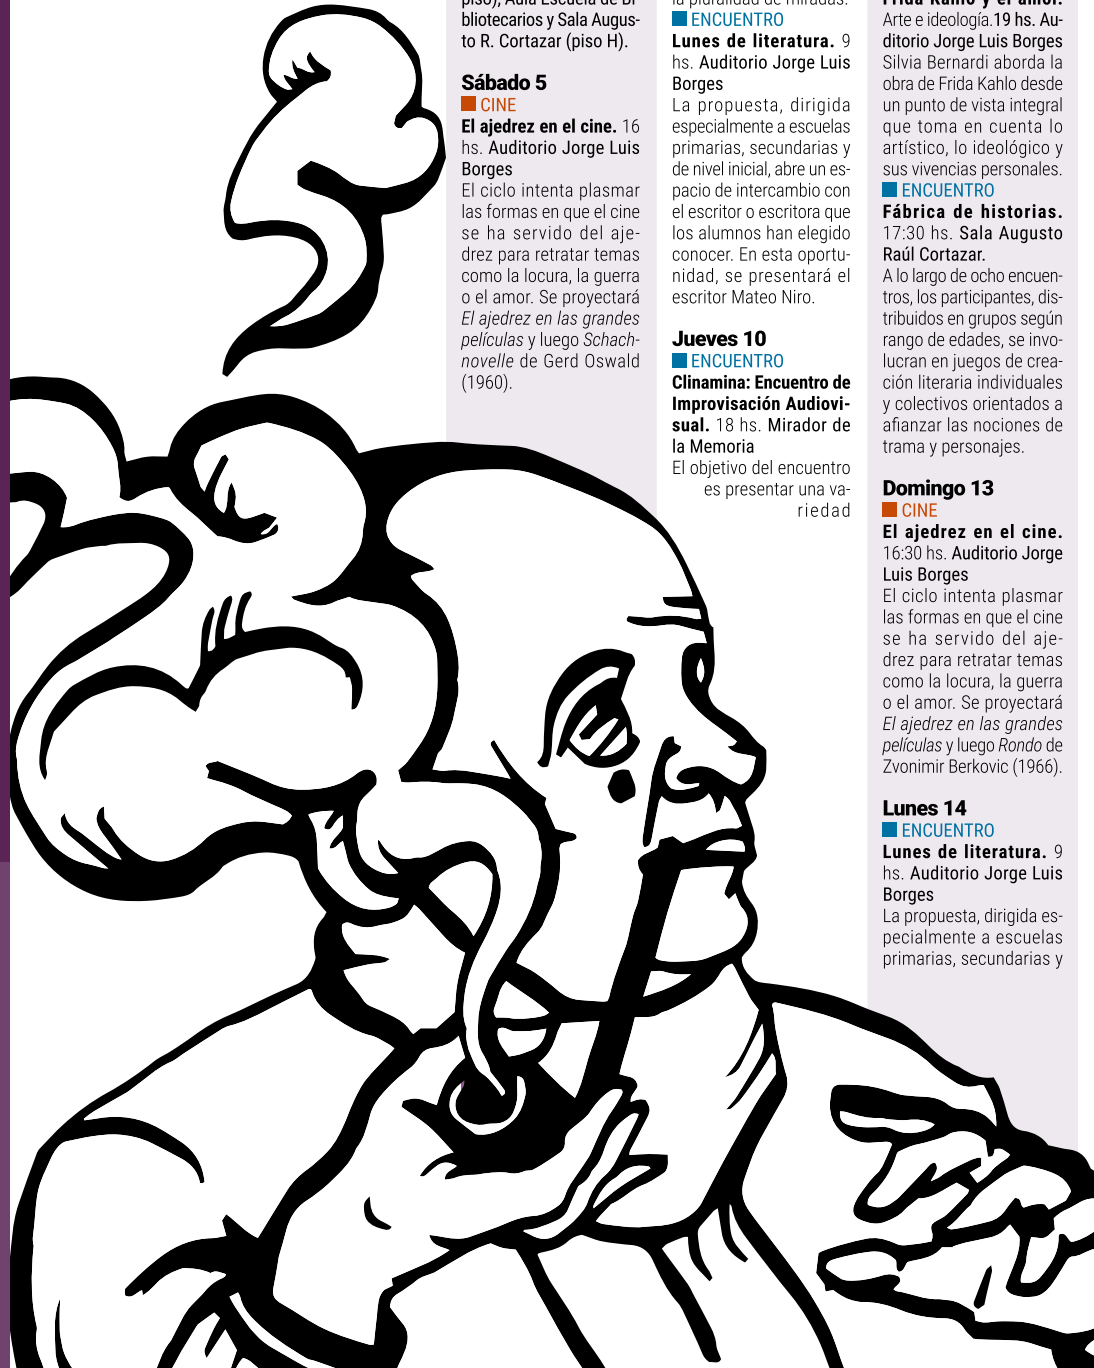 piso), Aula Escuela de Bi-
bliotecarios y Sala Augus-
to R. Cortazar (piso H).
Sábado 5
CINE
El ajedrez en el cine. 16
hs. Auditorio Jorge Luis
Borges
El ciclo intenta plasmar
las formas en que el cine
se ha servido del aje-
drez para retratar temas
como la locura, la guerra
o el amor. Se proyectará
El ajedrez en las grandes
películas y luego Schach-
novelle de Gerd Oswald
(1960).
la pluralidad de miradas.
ENCUENTRO
Lunes de literatura. 9
hs. Auditorio Jorge Luis
Borges
La propuesta, dirigida
especialmente a escuelas
primarias, secundarias y
de nivel inicial, abre un es-
pacio de intercambio con
el escritor o escritora que
los alumnos han elegido
conocer. En esta oportu-
nidad, se presentará el
escritor Mateo Niro.
Jueves 10
ENCUENTRO
Clinamina: Encuentro de
Improvisación Audiovi-
sual. 18 hs. Mirador de
la Memoria
El objetivo del encuentro
es presentar una va-
riedad
Frida Kahlo y el amor.
Arte e ideología.19 hs. Au-
ditorio Jorge Luis Borges
Silvia Bernardi aborda la
obra de Frida Kahlo desde
un punto de vista integral
que toma en cuenta lo
artístico, lo ideológico y
sus vivencias personales.
ENCUENTRO
Fábrica de historias.
17:30 hs. Sala Augusto
Raúl Cortazar.
A lo largo de ocho encuen-
tros, los participantes, dis-
tribuidos en grupos según
rango de edades, se invo-
lucran en juegos de crea-
ción literaria individuales
y colectivos orientados a
afianzar las nociones de
trama y personajes.
Domingo 13
CINE
El ajedrez en el cine.
16:30 hs. Auditorio Jorge
Luis Borges
El ciclo intenta plasmar
las formas en que el cine
se ha servido del aje-
drez para retratar temas
como la locura, la guerra
o el amor. Se proyectará
El ajedrez en las grandes
películas y luego Rondo de
Zvonimir Berkovic (1966).
Lunes 14
ENCUENTRO
Lunes de literatura. 9
hs. Auditorio Jorge Luis
Borges
La propuesta, dirigida es-
pecialmente a escuelas
primarias, secundarias y